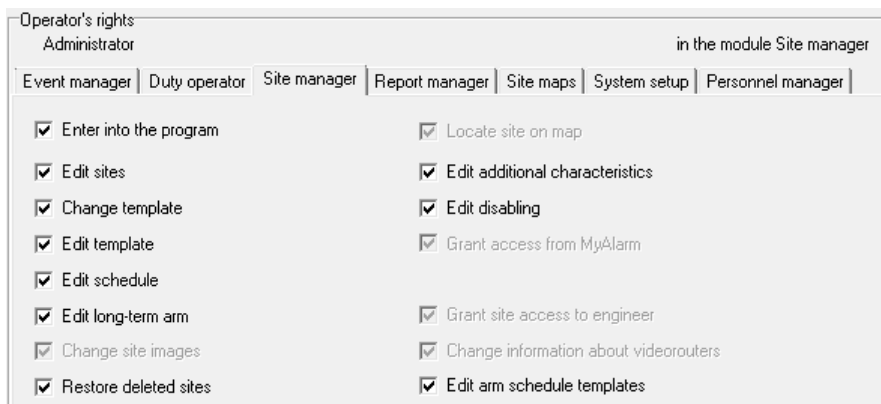 Operator's rights
Administrator in the module Site manager
Event manager Duty operator Site manager Report manager Site maps System setup Personnel manager
Enter into the program Locate site on map
Edit sites Edit additional characteristics
Change template Edit disabling
Edit template Grant access from MyAlarm
Edit schedule
Edit long-term arm Grant site access to engineer
Change site images Change information about videorouters
Restore deleted sites Edit arm schedule templates